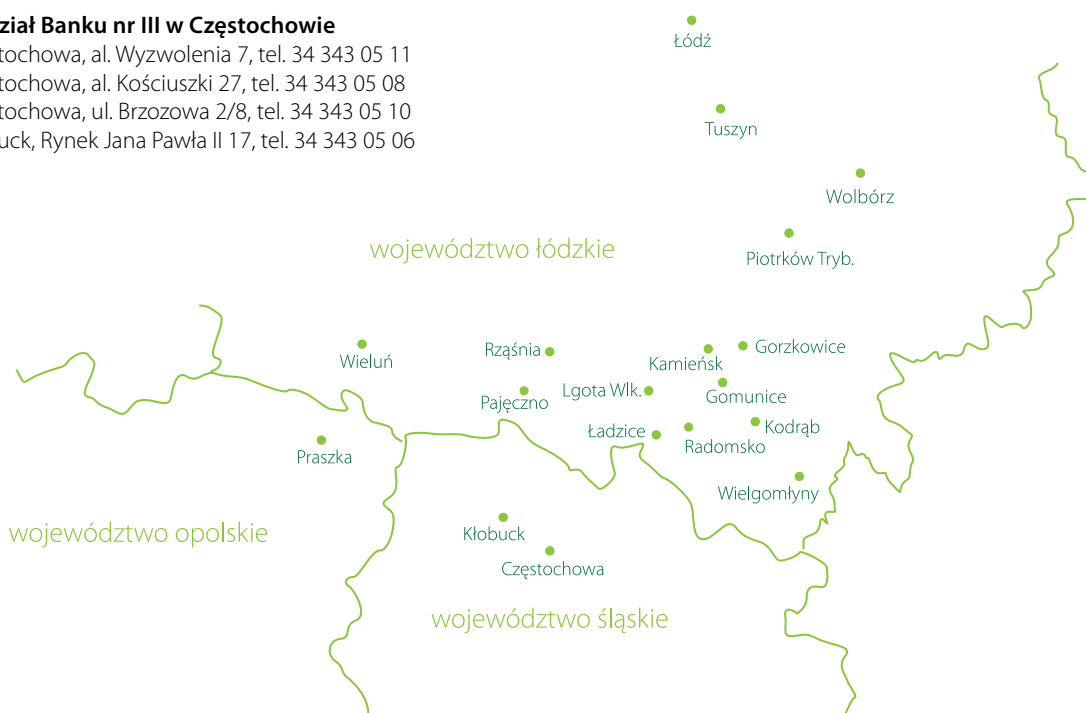 ział Banku nr III w Częstochowie
tochowa, al. Wyzwolenia 7, tel. 34 343 05 11
tochowa, al. Kościuszki 27, tel. 34 343 05 08
tochowa, ul. Brzozowa 2/8, tel. 34 343 05 10
uck, Rynek Jana Pawła II 17, tel. 34 343 05 06
Łódź
Tuszyn
Wolbórz
województwo łódzkie
Piotrków Tryb.
Wieluń
Rząśnia
Kamieńsk
Gorzkowice
Pajęczno
Lgota Wlk.
Gomunice
Ładzice
Radomsko
Kodrąb
Praszka
Wielgomłyny
województwo opolskie
Kłobuck
Częstochowa
województwo śląskie